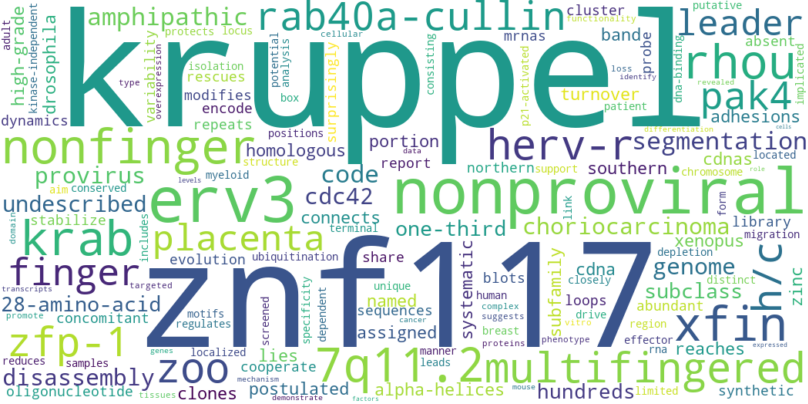 adult
high-grade
kinase-independent
drosophila
amphipathic
protects
locus
variability
overexpression
isolation
rescues
type
modifies
encode
repeats
dynamics
kruppel
rab40a-cullin
cluster
functionality
putative
leader
cellular
mrnas
band
probe
absent
potential
analysis
box
surprisingly
consisting
p21-activated
turnover
loss
identify
patient
dna-binding
rhou
pak4
implicated
revealed
adhesions
differentiation
cells
nonfinger
homologous
structure
positions
data
portion
report
herv-r
segmentation
provirus
aim
conserved
levels
myeloid
erv3
code
cdc42
northern
support
southern
cdnas
chromosome
located
role
nonproviral
undescribed
stabilize
domain
includes
connects
terminal
one-third
choriocarcinoma
link
form
library
migration
krab
placenta
evolution
ubiquitination
share
xenopus
depletion
finger
transcripts
targeted
znf117
systematic
blots
cdna
subfamily
closely
genome
distinct
h/c
zinc
28-amino-acid
concomitant
motifs
regulates
screened
specificity
dependent
unique
named
sequences
assigned
human
complex
suggests
loops
drive
subclass
abundant
region
xfin
promote
zfp-1
localized
cancer
breast
proteins
vitro
phenotype
effector
rna
reaches
expressed
reduces
samples
genes
zoo
lies
cooperate
7q11.2
manner
leads
multifingered
disassembly
clones
postulated
alpha-helices
hundreds
limited
synthetic
oligonucleotide
tissues
mechanism
demonstrate
factors
mouse